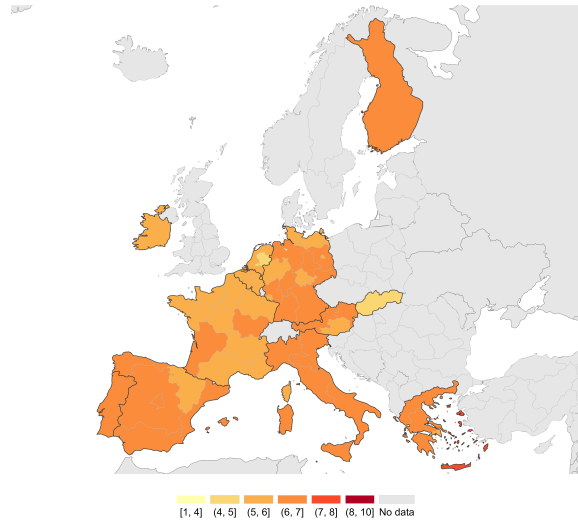 [1, 4] (4, 5] (5, 6] (6, 7] (7, 8] (8, 10] No data